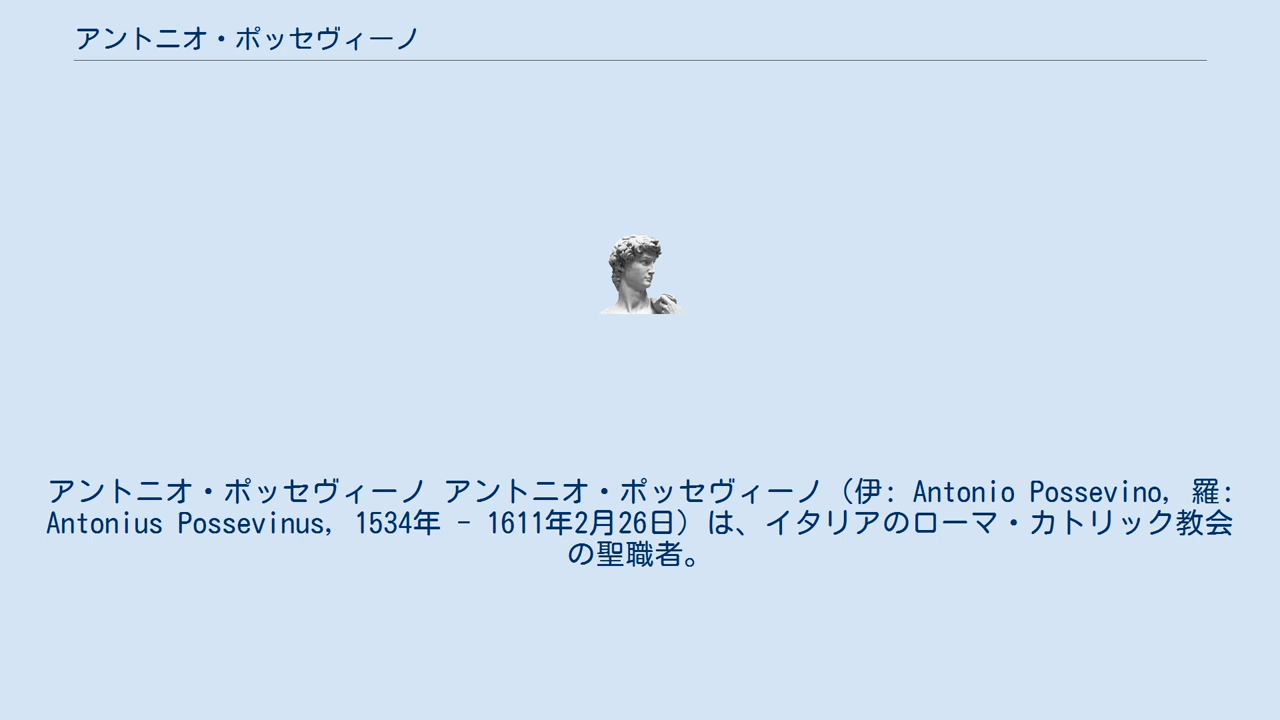 アントニオ・ポッセヴィーノ
アントニオ・ポッセヴィーノ アントニオ・ポッセヴィーノ（伊: Antonio Possevino, 羅:
Antonius Possevinus, 1534年 - 1611年2月26日）は、イタリアのローマ・カトリック教会
の聖職者。